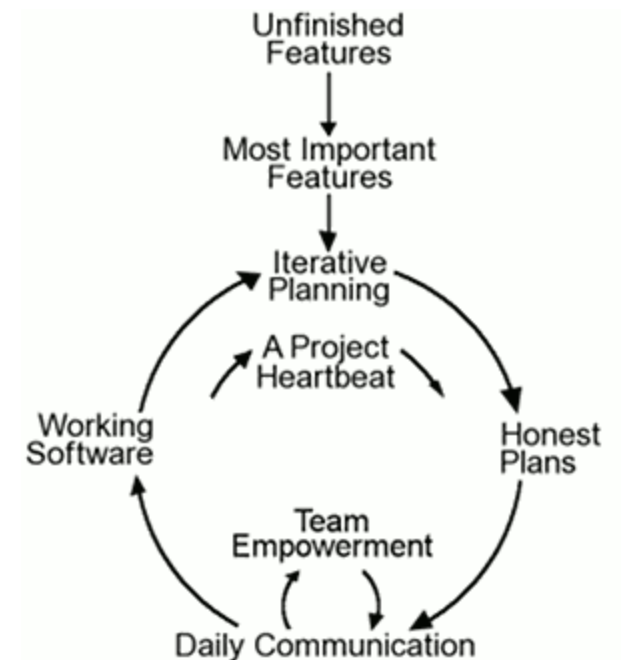 Unfinished
Features
Most Important
Features
Iterative
Planning
A Project
Heartbeat
Working
Software
Honest
Plans
Team
Empowerment
Daily Communication